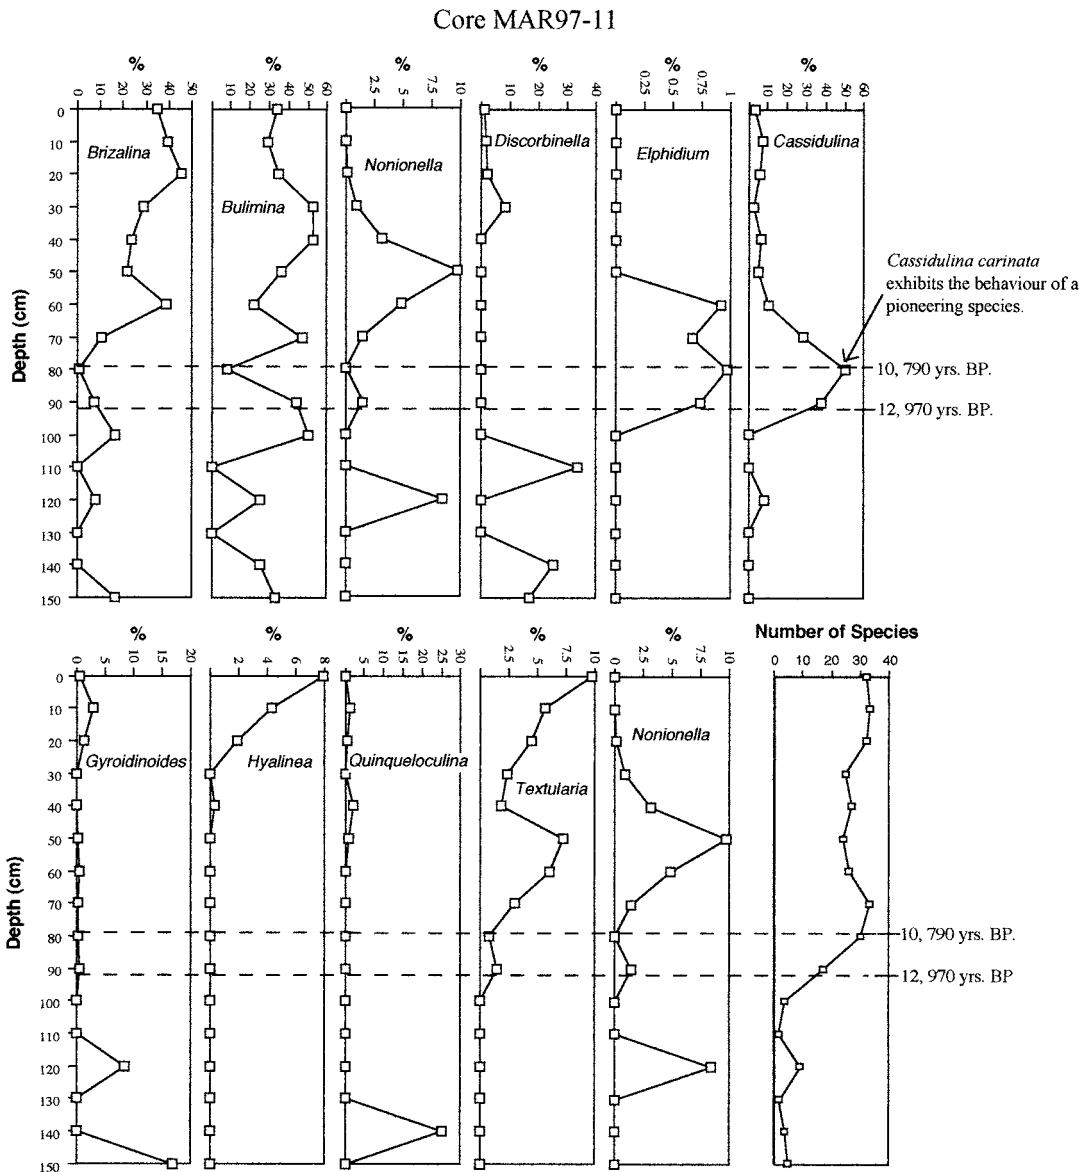 Core MAR97-11
% % % % % %
10 20 30 40 50
10 20 30 40 50 60
2.5 5 7.5 10
10 20 30 40
0.25 0.5 0.75 1
10 20 30 40 50 60
Depth (cm)
0
10
20
30
40
50
60
70
80
90
100
110
120
130
140
150
Brizalina
Bulimina
Nonionella
Discorbinella
Elphidium
Cassidulina
Cassidulina carinata
exhibits the behaviour of a
pioneering species.
10, 790 yrs. BP.
12, 970 yrs. BP.
% % % % % Number of Species
0 5 10 15 20
0 2 4 6 8
5 10 15 20 25 30
2.5 5 7.5 10
0 2.5 5 7.5 10
0 10 20 30 40
Depth (cm)
0
10
20
30
40
50
60
70
80
90
100
110
120
130
140
150
Gyroidinoides
Hyalinea
Quinqueloculina
Textularia
Nonionella
10, 790 yrs. BP.
12, 970 yrs. BP